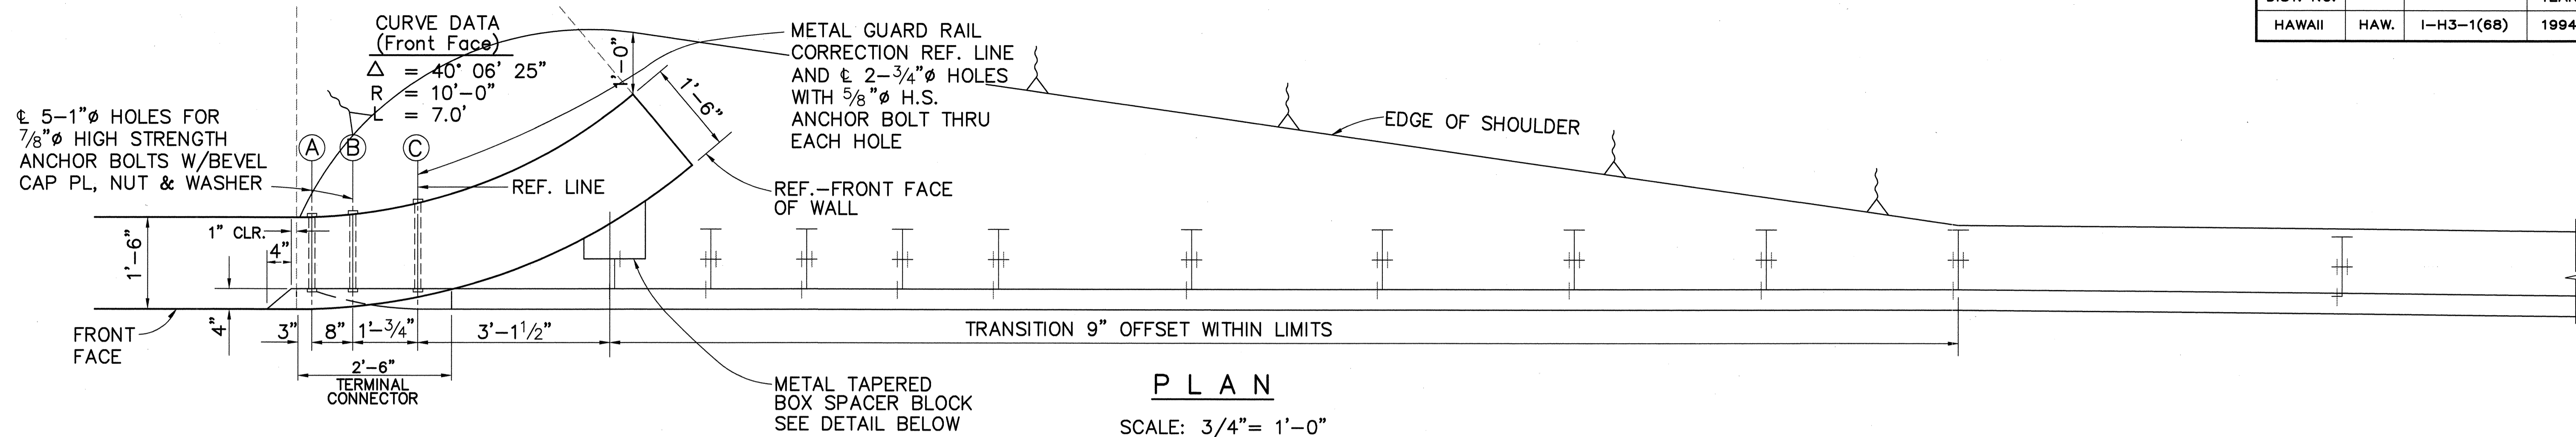 CURVE DATA
(Front Face)
Δ = 40° 06' 25"
R = 10'-0"
L = 7.0'
℄ 5-1"ø HOLES FOR
7/8"ø HIGH STRENGTH
ANCHOR BOLTS W/BEVEL
CAP PL, NUT & WASHER
A
B
C
METAL GUARD RAIL
CORRECTION REF. LINE
AND ℄ 2-3/4"ø HOLES
WITH 5/8"ø H.S.
ANCHOR BOLT THRU
EACH HOLE
1'-0"
1'-6"
REF. LINE
REF.-FRONT FACE
OF WALL
EDGE OF SHOULDER
HAWAII HAW. I-H3-1(68) 1994
1'-6"
1" CLR.
4"
4"
FRONT
FACE
3" 8" 1'-3/4" 3'-1 1/2"
TRANSITION 9" OFFSET WITHIN LIMITS
2'-6"
TERMINAL
CONNECTOR
METAL TAPERED
BOX SPACER BLOCK
SEE DETAIL BELOW
PLAN
SCALE: 3/4"= 1'-0"